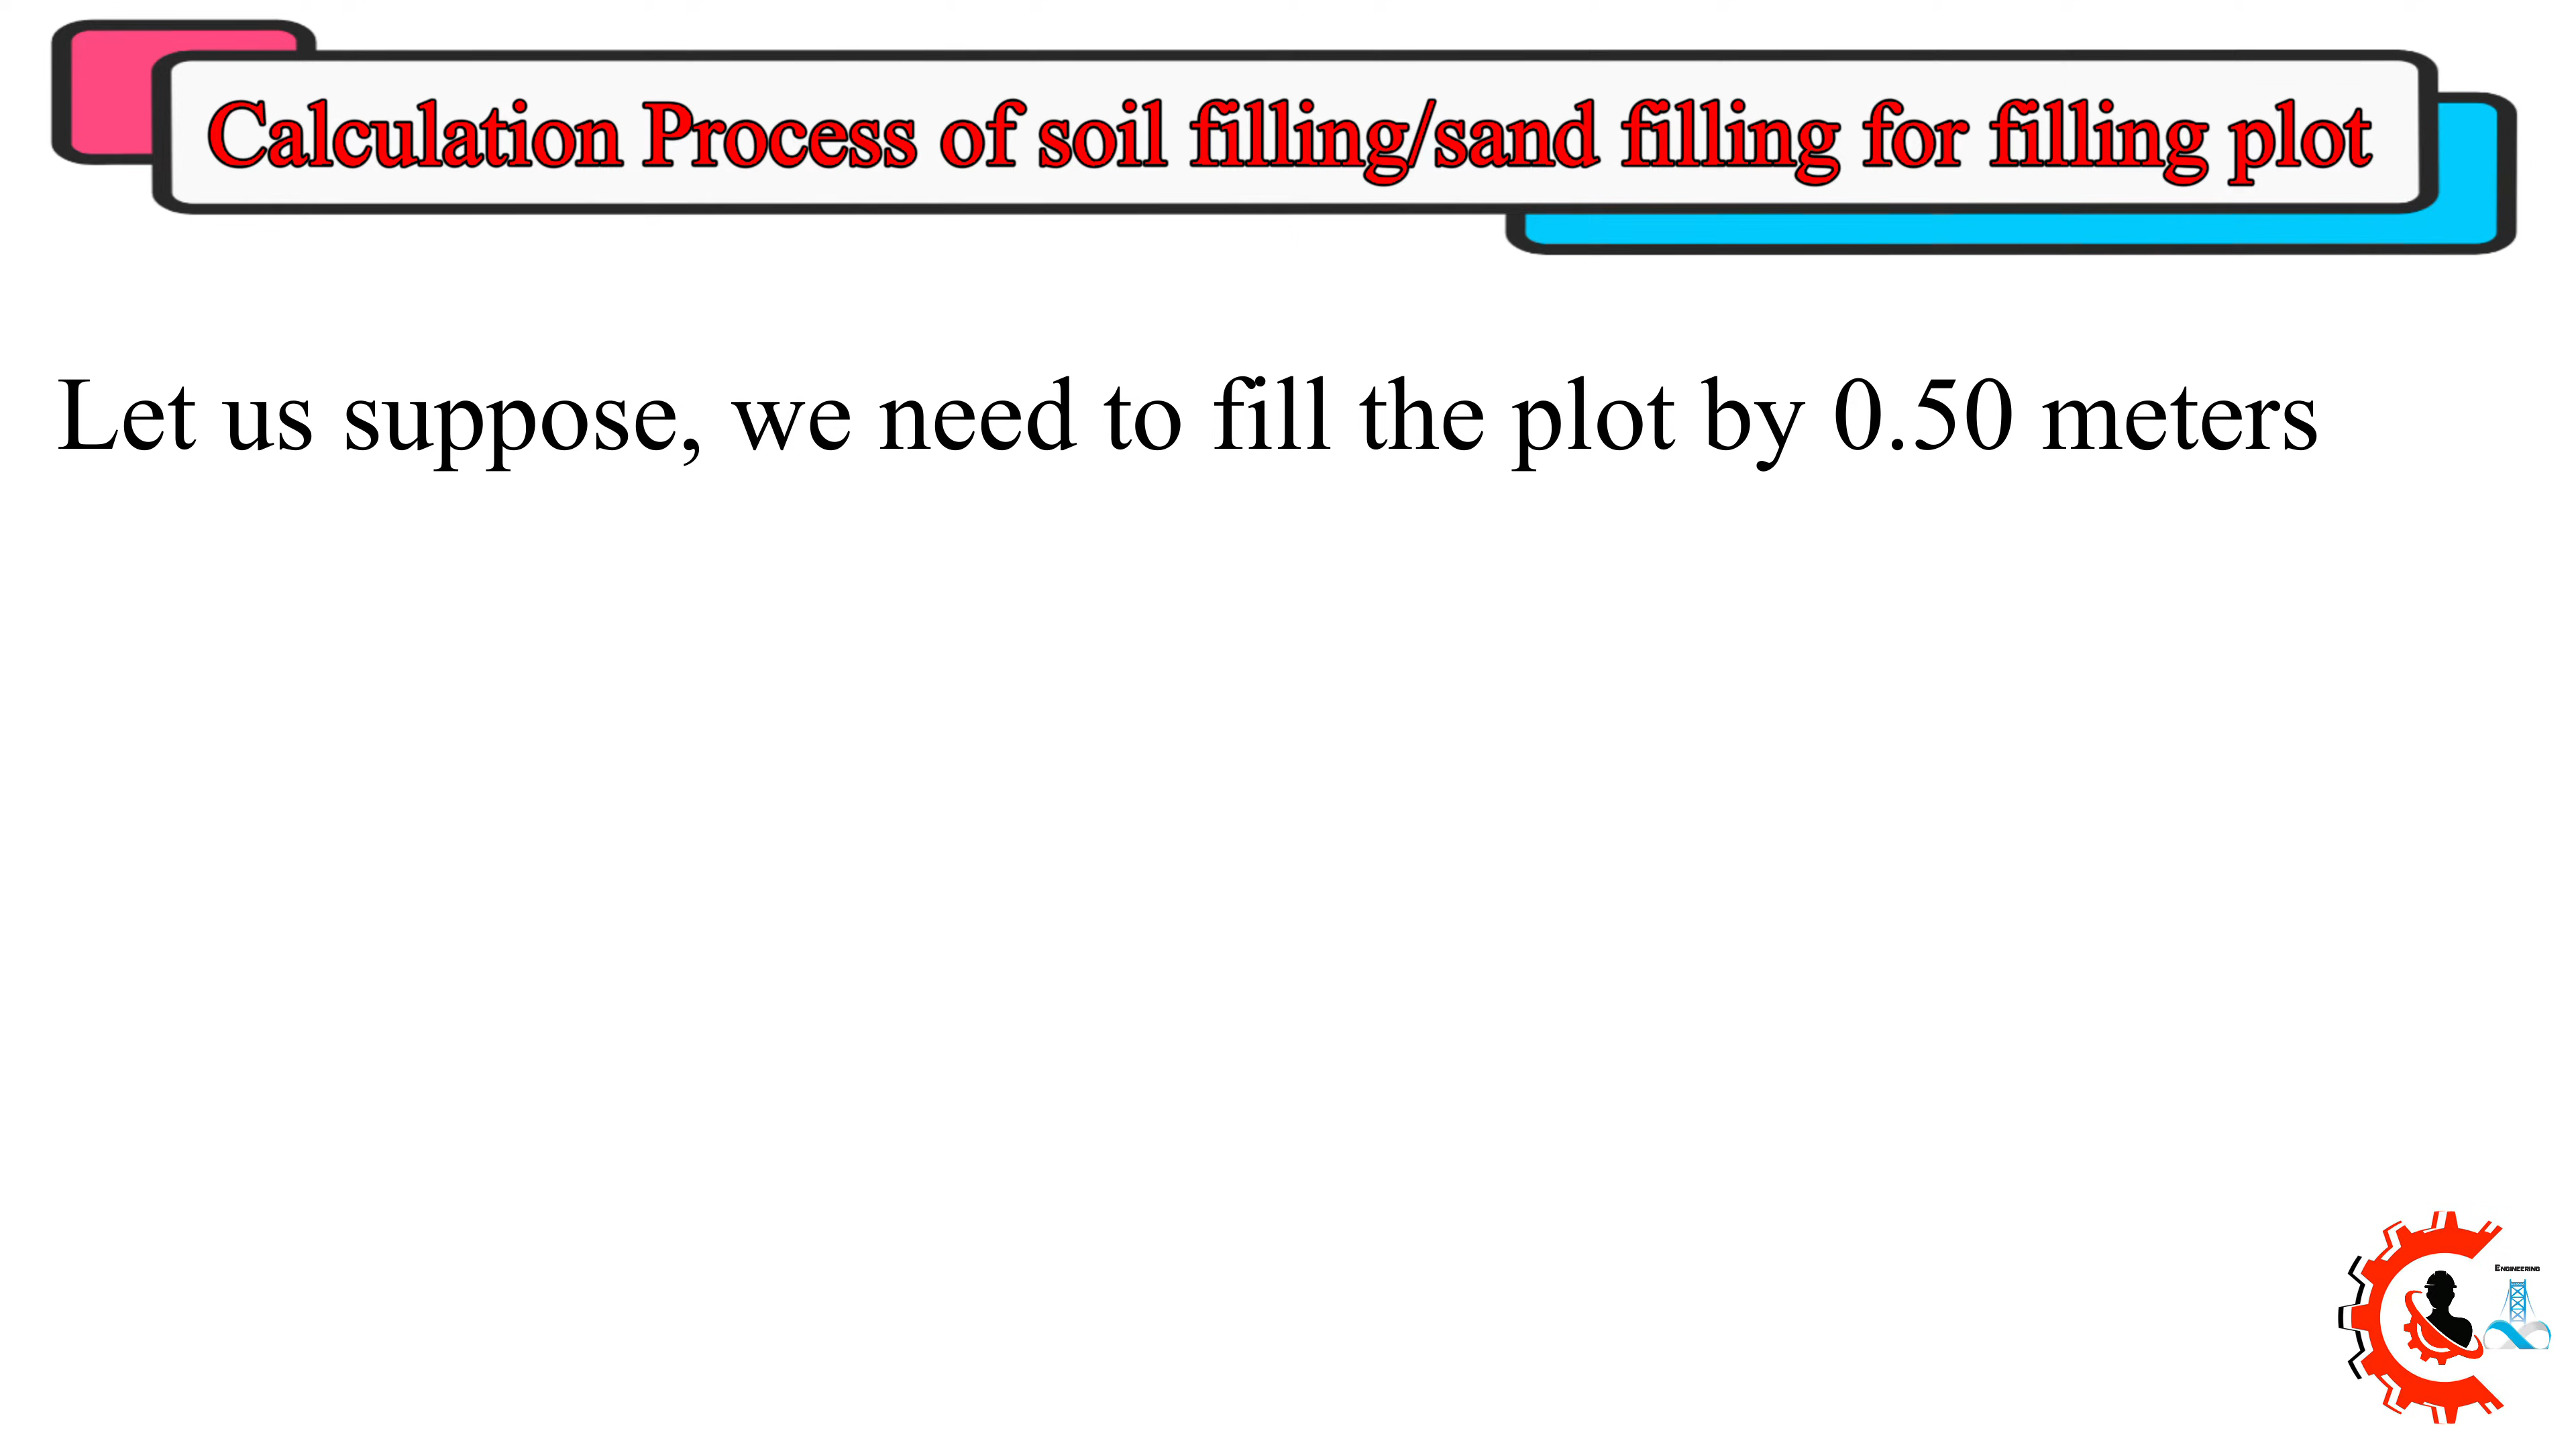 Calculation Process of soil filling/sand filling for filling plot
Let us suppose, we need to fill the plot by 0.50 meters
Engineering